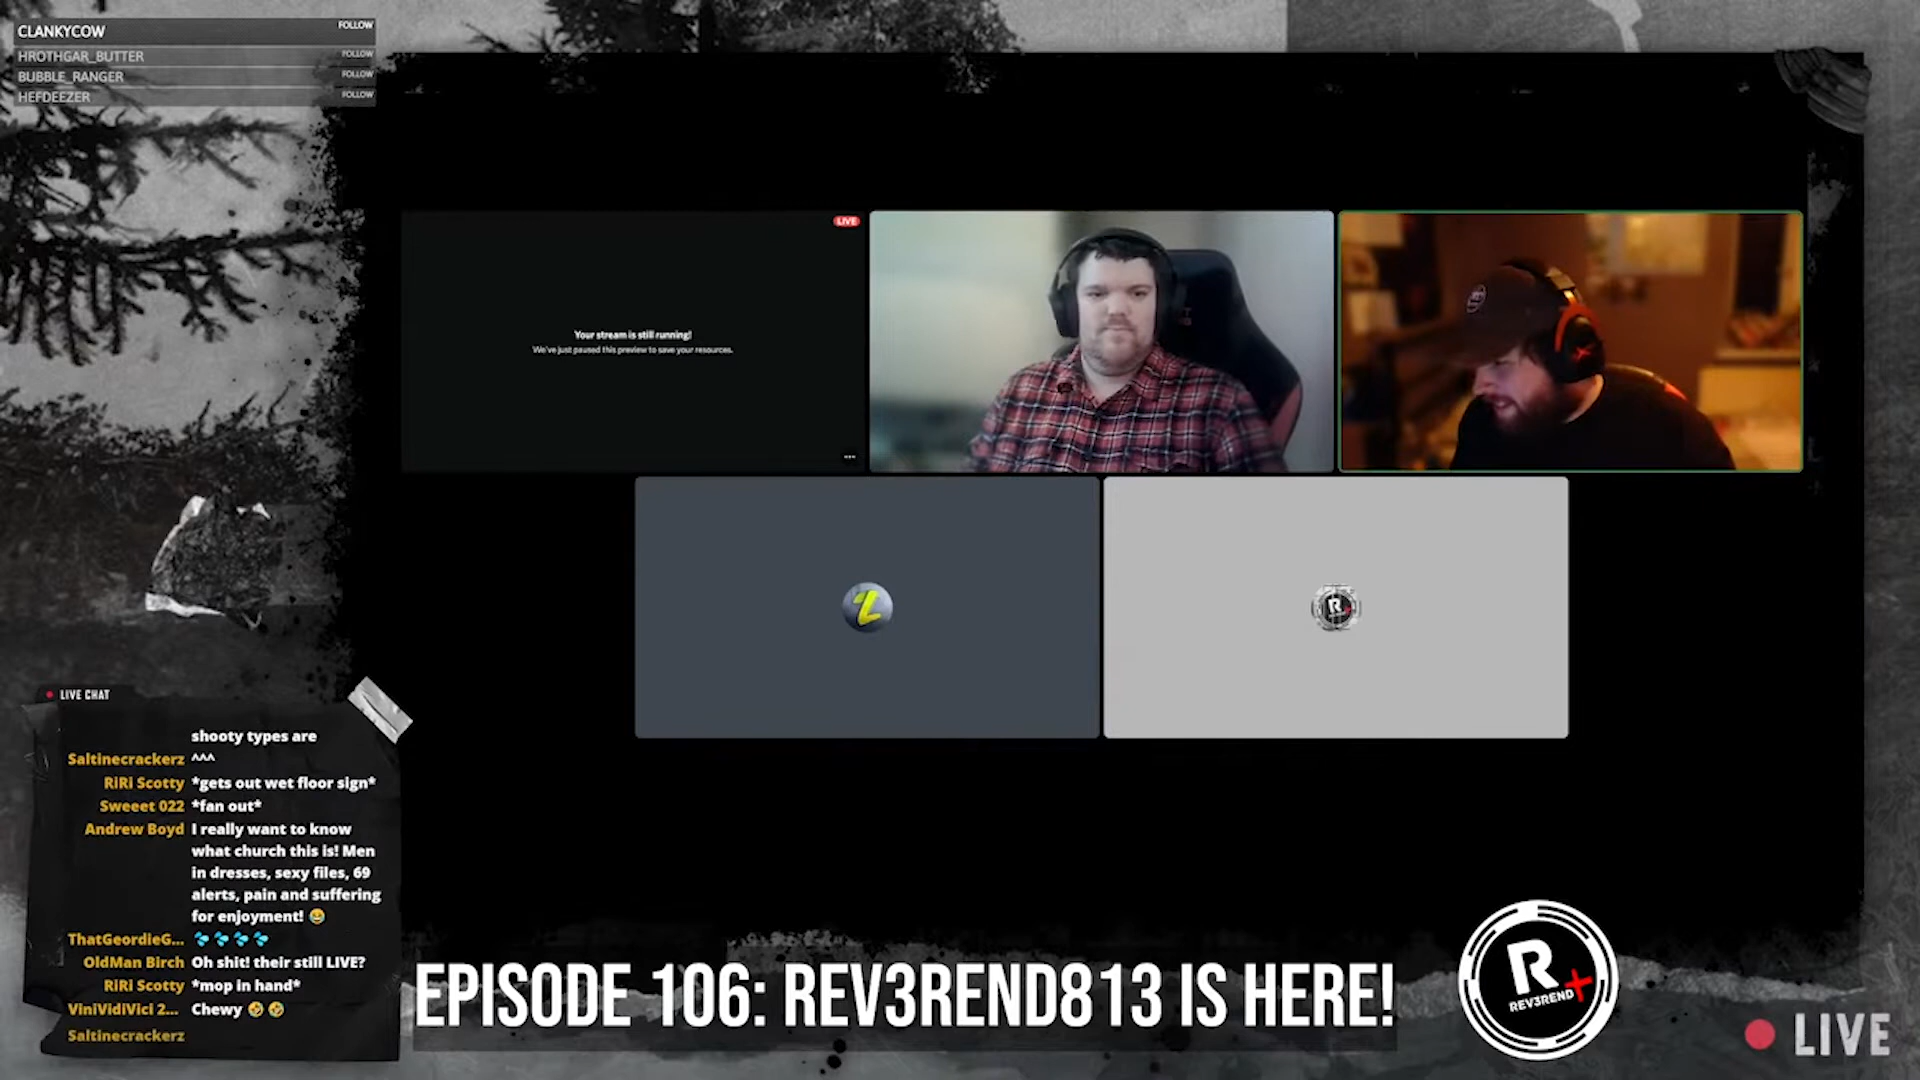 CLANKYCOW FOLLOW
HROTHGAR_BUTTER FOLLOW
BUBBLE_RANGER FOLLOW
HEFDEEZER FOLLOW
LIVE
Your stream is still running!
We've just paused this preview to save your resources.
Z
R
LIVE CHAT
shooty types are
Saltinecrackerz ^^^
RiRi Scotty *gets out wet floor sign*
Sweeet 022 *fan out*
Andrew Boyd I really want to know
what church this is! Men
in dresses, sexy files, 69
alerts, pain and suffering
for enjoyment! 😂
ThatGeordieG... 💦 💦 💦 💦
OldMan Birch Oh shit! their still LIVE?
RiRi Scotty *mop in hand*
ViniVidiVici 2... Chewy 🤣 🤣
Saltinecrackerz
EPISODE 106: REV3REND813 IS HERE!
R+
REV3REND
LIVE